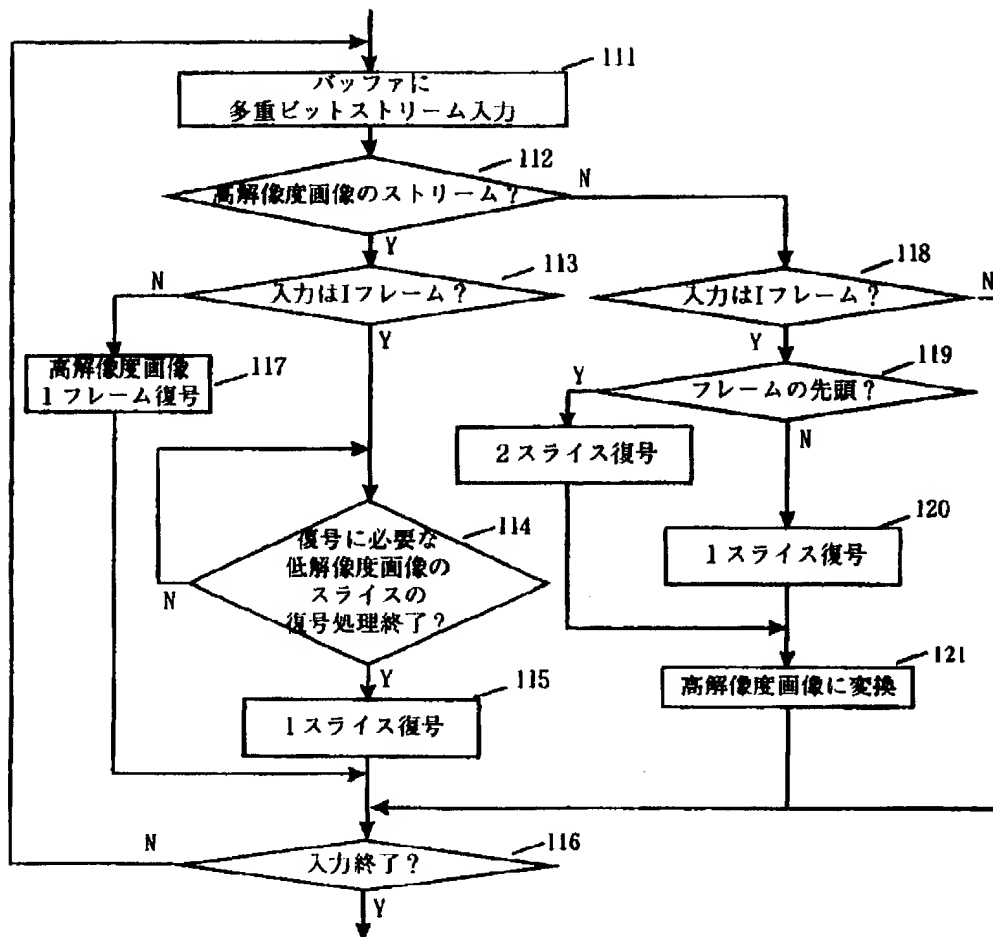 111
バッファに
多重ビットストリーム入力
112
高解像度画像のストリーム？
N
Y
113
N
入力はIフレーム？
Y
118
入力はIフレーム？
N
Y
117
高解像度画像
1フレーム復号
119
Y
フレームの先頭？
N
2スライス復号
120
1スライス復号
114
復号に必要な
低解像度画像の
スライスの
復号処理終了？
N
Y
121
高解像度画像に変換
115
1スライス復号
116
N
入力終了？
Y